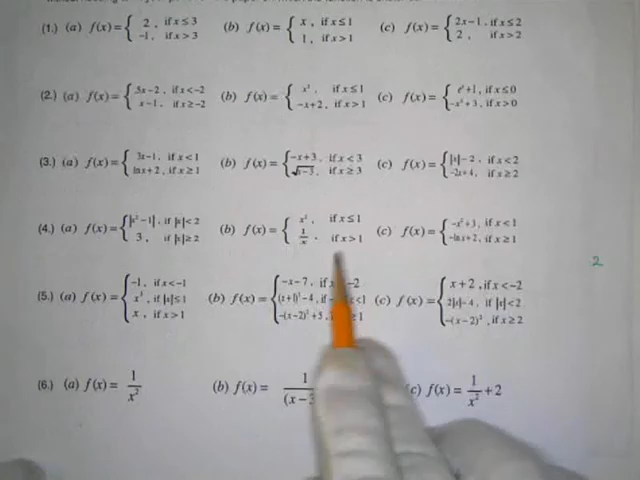 (1.) (a) f(x) = { 2, if x ≤ 3
-1, if x > 3
(b) f(x) = { x, if x ≤ 1
1, if x > 1
(c) f(x) = { 2x-1, if x ≤ 2
2, if x > 2
(2.) (a) f(x) = { 5x-2, if x < -2
x-1, if x ≥ -2
(b) f(x) = { if x ≤ 1
-x+2, if x > 1
(c) f(x) = { if x ≤ 0
+3, if x > 0
(3.) (a) f(x) = { 3x-1, if x < 1
ln x + 2, if x ≥ 1
(b) f(x) = { -x+3, if x < 3
√x-3, if x ≥ 3
(c) f(x) = { |x| - 2, if x < 2
-2x+4, if x ≥ 2
(4.) (a) f(x) = { |x² - 1|, if |x| < 2
3, if |x| ≥ 2
(b) f(x) = { if x ≤ 1
1/x, if x > 1
(c) f(x) = { -x²+3, if x < 1
-ln x + 2, if x ≥ 1
2
(5.) (a) f(x) = { -1, if x < -1
if |x| ≤ 1
x, if x > 1
(b) f(x) = { -x-7, if -2
-4, if < 1
-(x-2)²+5, ≥ 1
(c) f(x) = { x+2, if x < -2
2|x| - 4, if |x| < 2
-(x-2)², if x ≥ 2
(6.) (a) f(x) = 1/x²
(b) f(x) = 1/(x-3
c) f(x) = 1/x² + 2